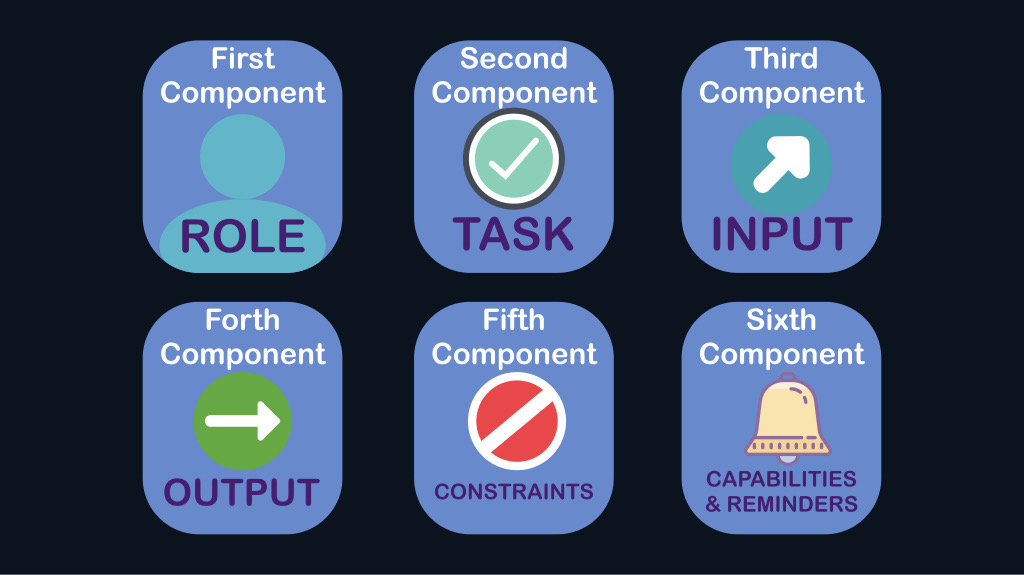 First
Component
ROLE
Second
Component
TASK
Third
Component
INPUT
Forth
Component
OUTPUT
Fifth
Component
CONSTRAINTS
Sixth
Component
CAPABILITIES
& REMINDERS